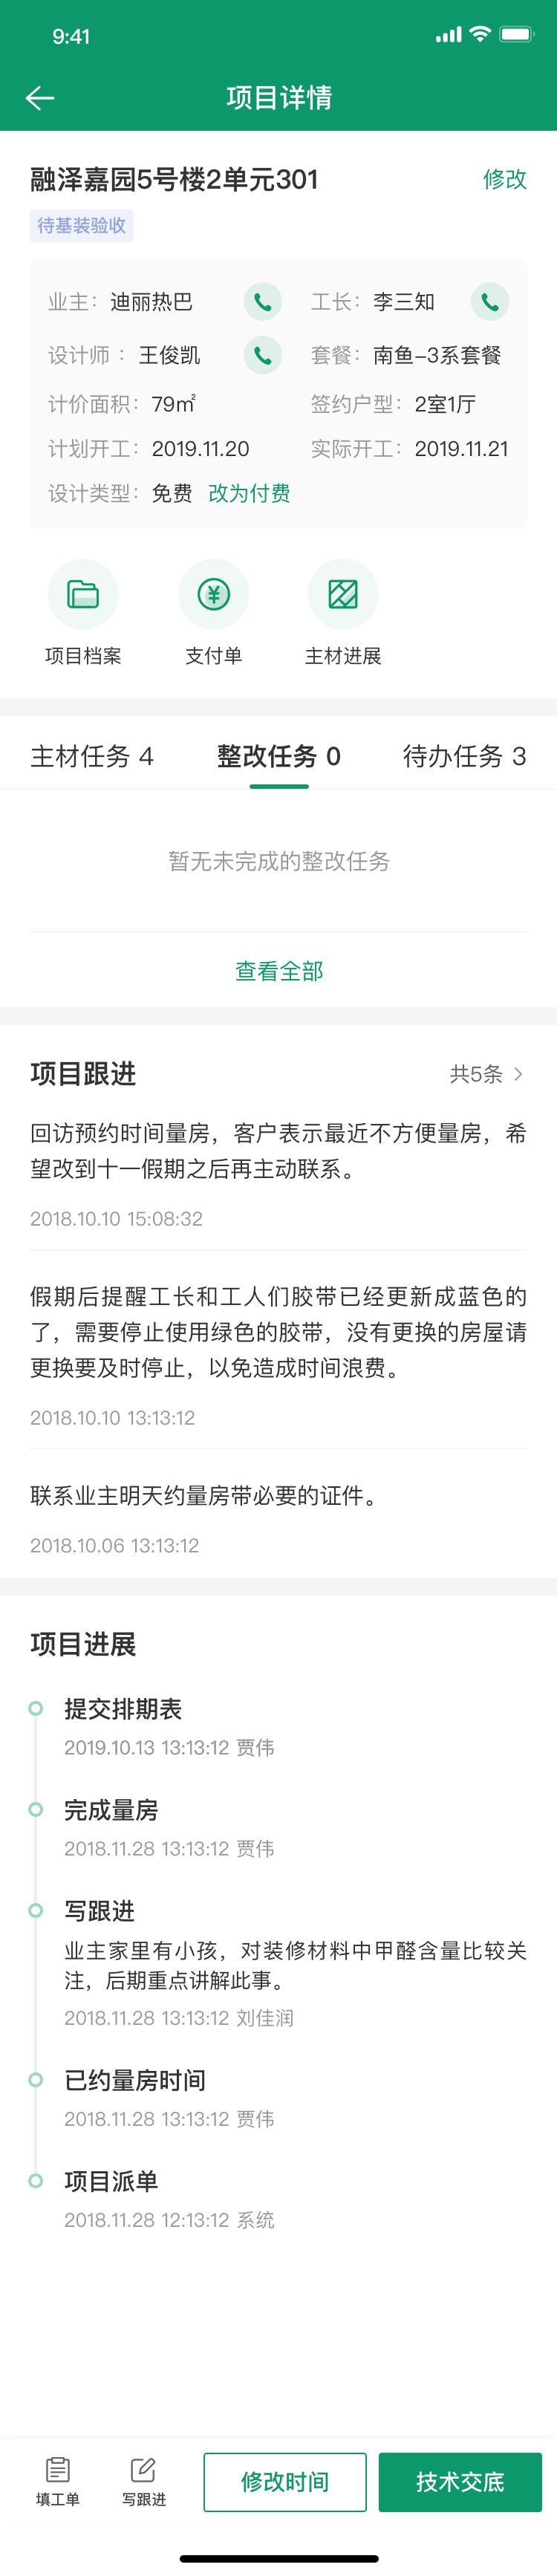 9:41
项目详情
融泽嘉园5号楼2单元301 修改
待基装验收
业主：迪丽热巴 工长：李三知
设计师：王俊凯 套餐：南鱼-3系套餐
计价面积：79㎡ 签约户型：2室1厅
计划开工：2019.11.20 实际开工：2019.11.21
设计类型：免费 改为付费
项目档案 支付单 主材进展
主材任务 4 整改任务 0 待办任务 3
暂无未完成的整改任务
查看全部
项目跟进 共5条
回访预约时间量房，客户表示最近不方便量房，希
望改到十一假期之后再主动联系。
2018.10.10 15:08:32
假期后提醒工长和工人们胶带已经更新成蓝色的
了，需要停止使用绿色的胶带，没有更换的房屋请
更换要及时停止，以免造成时间浪费。
2018.10.10 13:13:12
联系业主明天约量房带必要的证件。
2018.10.06 13:13:12
项目进展
提交排期表
2019.10.13 13:13:12 贾伟
完成量房
2018.11.28 13:13:12 贾伟
写跟进
业主家里有小孩，对装修材料中甲醛含量比较关
注，后期重点讲解此事。
2018.11.28 13:13:12 刘佳润
已约量房时间
2018.11.28 13:13:12 贾伟
项目派单
2018.11.28 12:13:12 系统
填工单 写跟进 修改时间 技术交底